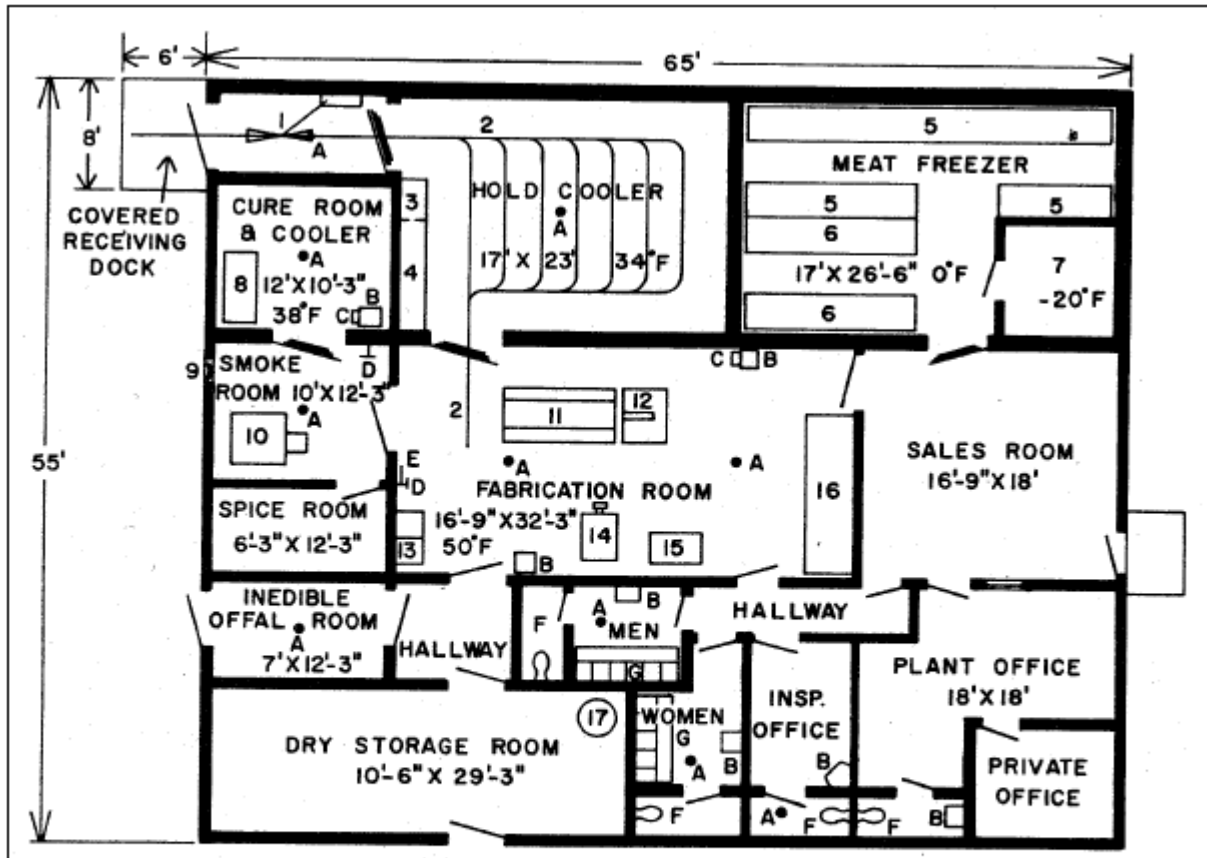 6'
65'
8'
55'
1
A
2
5
MEAT FREEZER
COVERED
RECEIVING
DOCK
CURE ROOM
& COOLER
A
8
12'X10'-3"
38°F
B
C
3
4
HOLD COOLER
A
17' X 23' 34°F
5
6
5
17'X26'-6" 0°F
6
7
-20°F
9
SMOKE
ROOM 10'X12'-3"
A
10
D
2
C
B
11
12
A
A
16
SALES ROOM
16'-9"X18'
E
D
SPICE ROOM
6'-3"X12'-3"
FABRICATION ROOM
16'-9"X32'-3"
50°F
13
14
15
B
INEDIBLE
OFFAL ROOM
A
7'X12'-3"
HALLWAY
F
A
B
MEN
G
HALLWAY
PLANT OFFICE
18'X18'
DRY STORAGE ROOM
10'-6" X 29'-3"
17
WOMEN
G
A
B
F
INSP.
OFFICE
B
A
F
F
B
PRIVATE
OFFICE